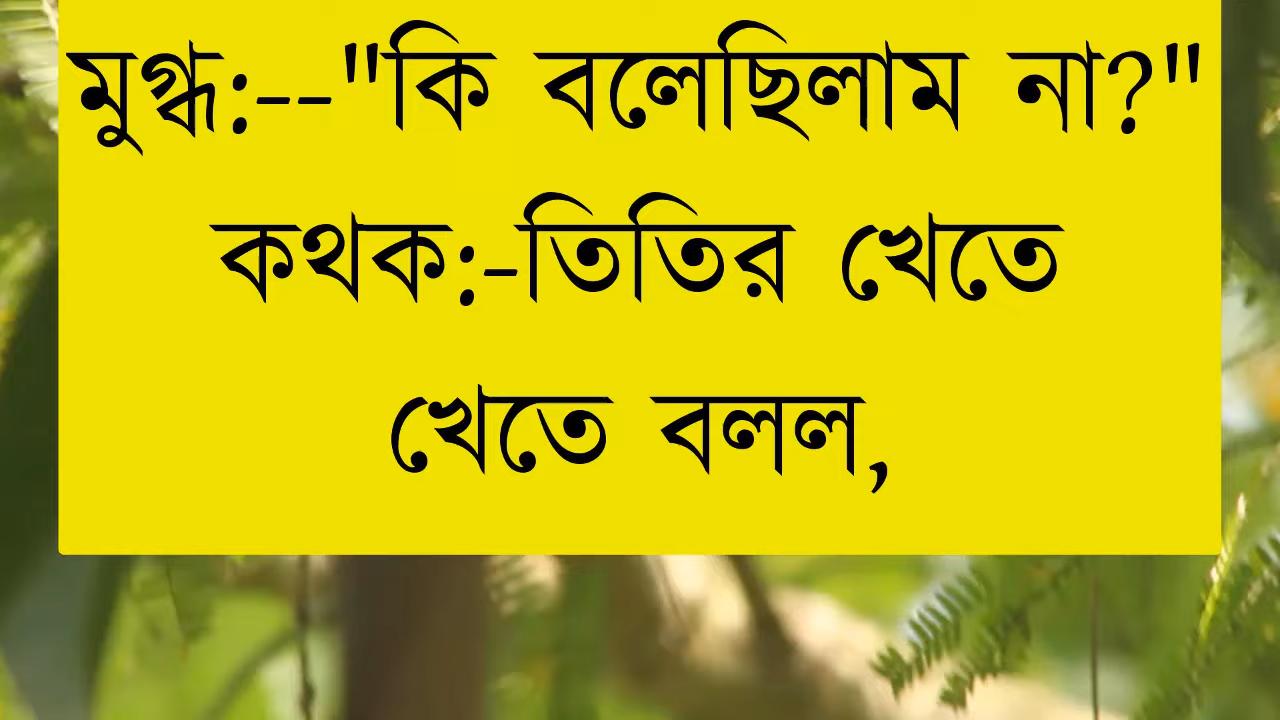 মুগ্ধ:--"কি বলেছিলাম না?"
কথক:-তিতির খেতে
খেতে বলল,